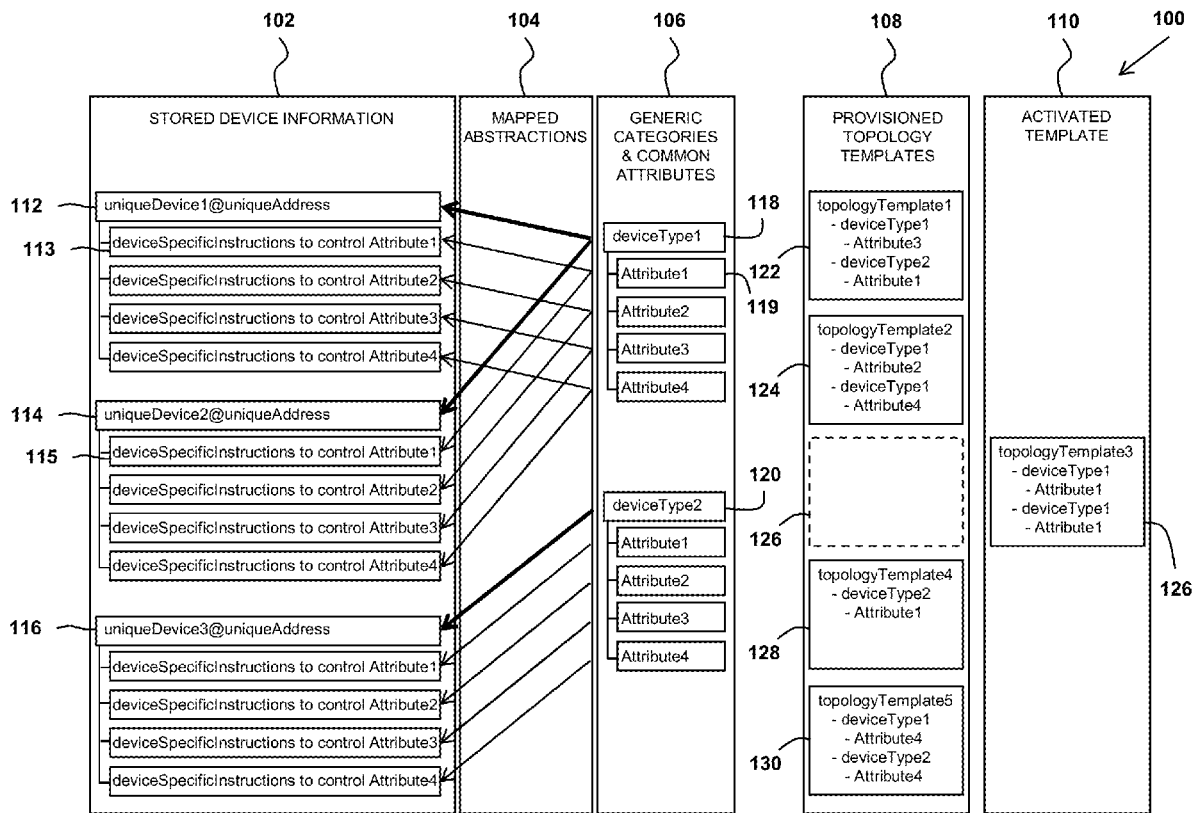 102
104
106
108
110
100
STORED DEVICE INFORMATION
MAPPED
ABSTRACTIONS
GENERIC
CATEGORIES
& COMMON
ATTRIBUTES
PROVISIONED
TOPOLOGY
TEMPLATES
ACTIVATED
TEMPLATE
112
uniqueDevice1@uniqueAddress
113
deviceSpecificInstructions to control Attribute1
deviceSpecificInstructions to control Attribute2
deviceSpecificInstructions to control Attribute3
deviceSpecificInstructions to control Attribute4
114
uniqueDevice2@uniqueAddress
115
deviceSpecificInstructions to control Attribute1
deviceSpecificInstructions to control Attribute2
deviceSpecificInstructions to control Attribute3
deviceSpecificInstructions to control Attribute4
116
uniqueDevice3@uniqueAddress
deviceSpecificInstructions to control Attribute1
deviceSpecificInstructions to control Attribute2
deviceSpecificInstructions to control Attribute3
deviceSpecificInstructions to control Attribute4
118
deviceType1
Attribute1
119
Attribute2
Attribute3
Attribute4
120
deviceType2
Attribute1
Attribute2
Attribute3
Attribute4
122
topologyTemplate1
- deviceType1
- Attribute3
- deviceType2
- Attribute1
124
topologyTemplate2
- deviceType1
- Attribute2
- deviceType1
- Attribute4
126
128
topologyTemplate4
- deviceType2
- Attribute1
130
topologyTemplate5
- deviceType1
- Attribute4
- deviceType2
- Attribute4
topologyTemplate3
- deviceType1
- Attribute1
- deviceType1
- Attribute1
126